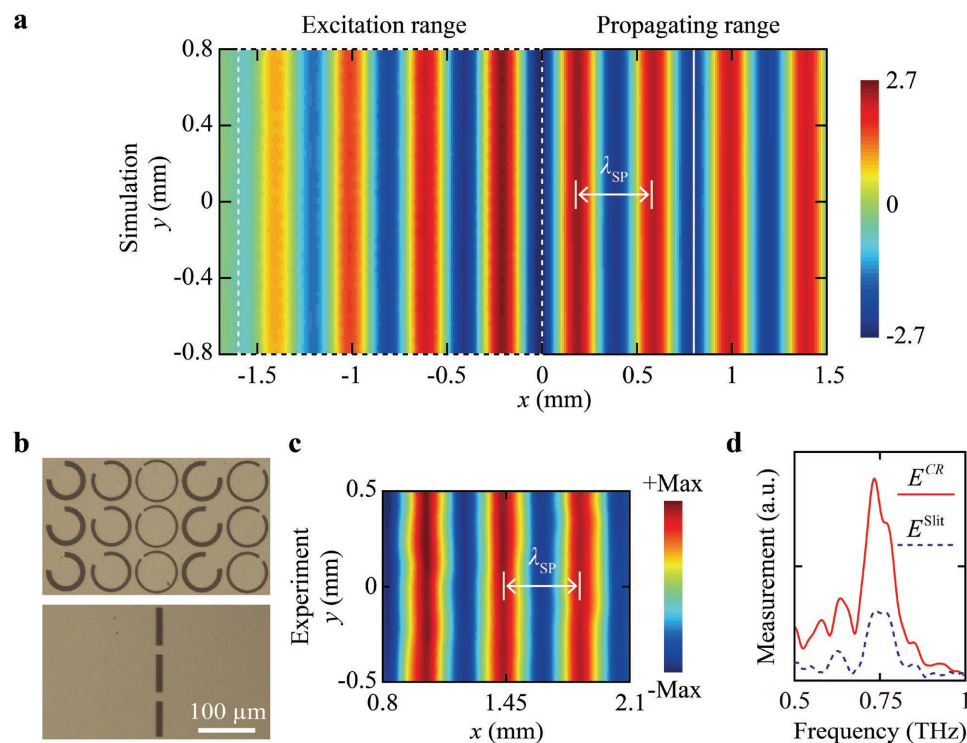 a
Excitation range
Propagating range
Simulation
y (mm)
0.8
0.4
0
-0.4
-0.8
λSP
-1.5
-1
-0.5
0
0.5
1
1.5
x (mm)
2.7
0
-2.7
b
100 µm
c
Experiment
y (mm)
0.5
0
-0.5
λSP
0.8
1.45
2.1
x (mm)
+Max
-Max
d
Measurement (a.u.)
E^CR
E^Slit
0.5
0.75
1
Frequency (THz)